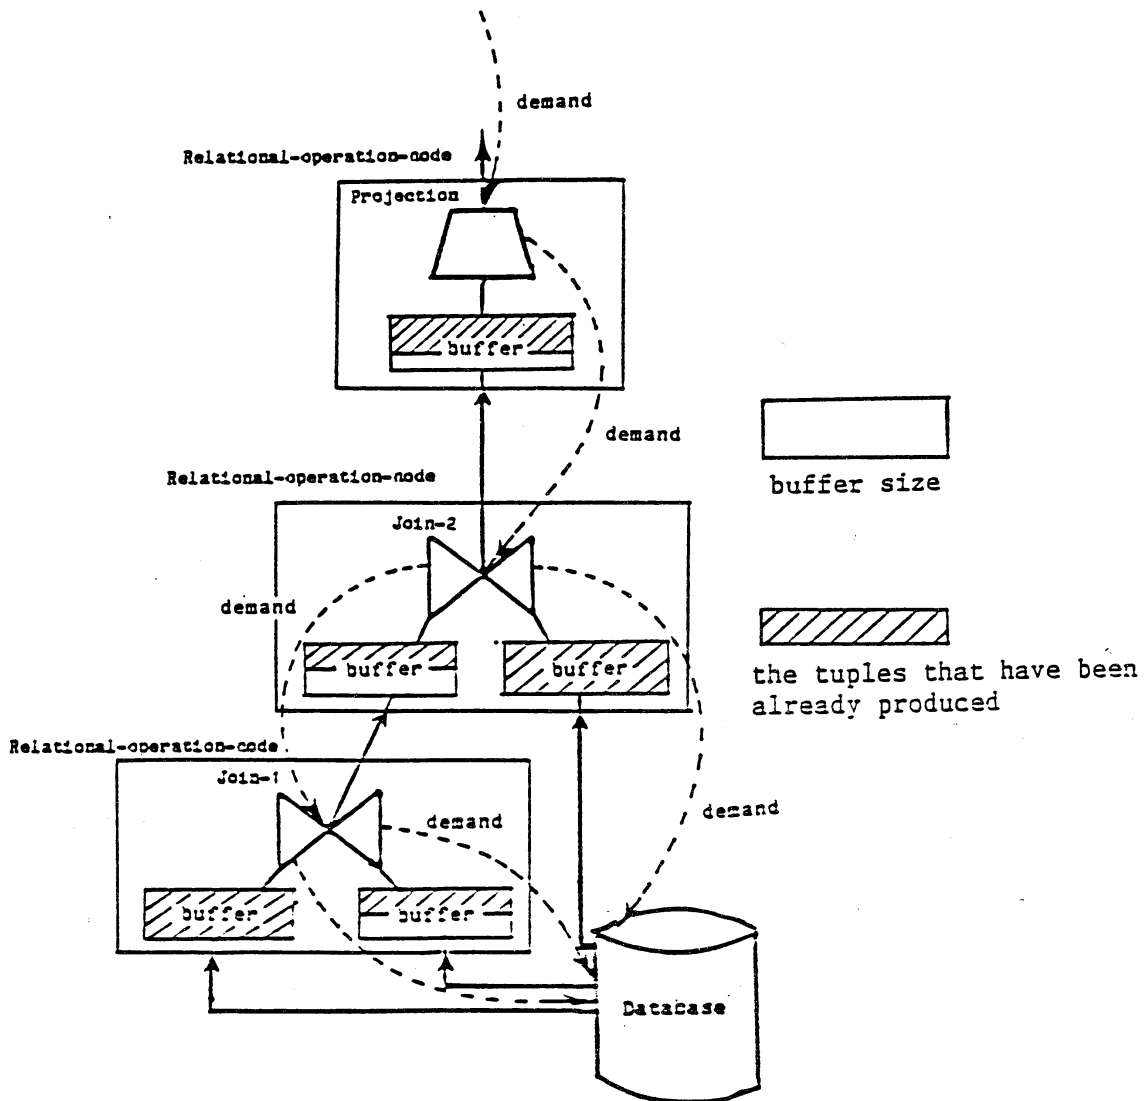 demand
Relational-operation-node
Projection
buffer
demand
buffer size
Relational-operation-node
Join-2
demand
buffer
buffer
the tuples that have been
already produced
Relational-operation-node
Join-1
demand
demand
buffer
buffer
Database